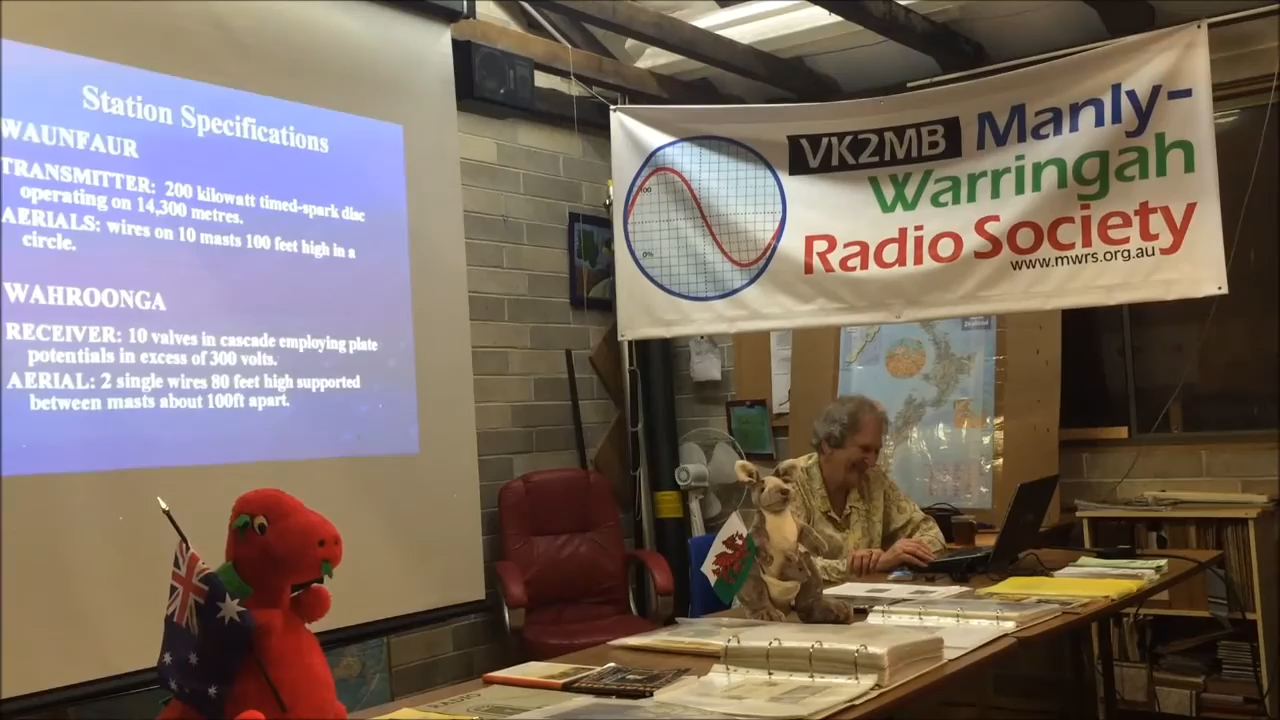 Station Specifications
WAUNFAUR
TRANSMITTER: 200 kilowatt timed-spark disc
operating on 14,300 metres.
AERIALS: wires on 10 masts 100 feet high in a
circle.
WAHROONGA
RECEIVER: 10 valves in cascade employing plate
potentials in excess of 300 volts.
AERIAL: 2 single wires 80 feet high supported
between masts about 100ft apart.
100
0%
VK2MB Manly-
Warringah
Radio Society
www.mwrs.org.au